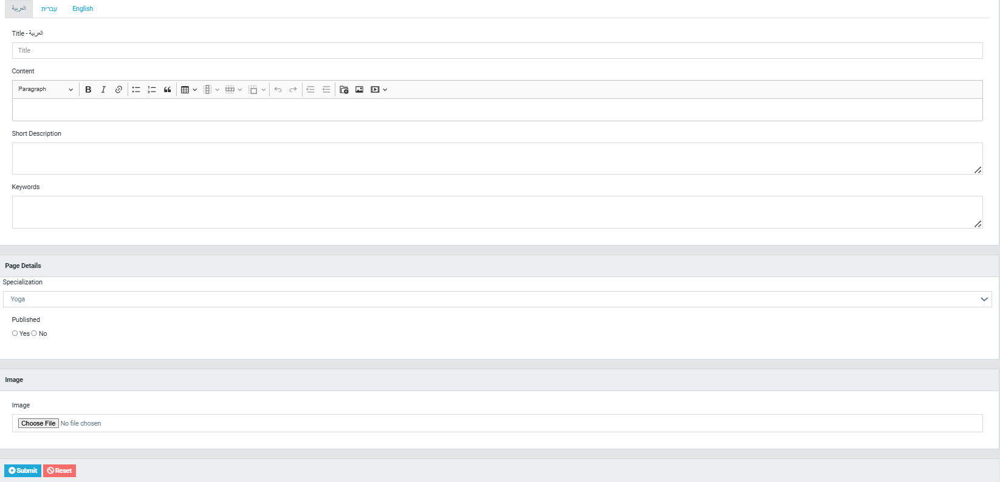 العربية עברית English
Title - العربية
Title
Content
Paragraph B I
Short Description
Keywords
Page Details
Specialization
Yoga
Published
Yes No
Image
Image
Choose File No file chosen
Submit Reset